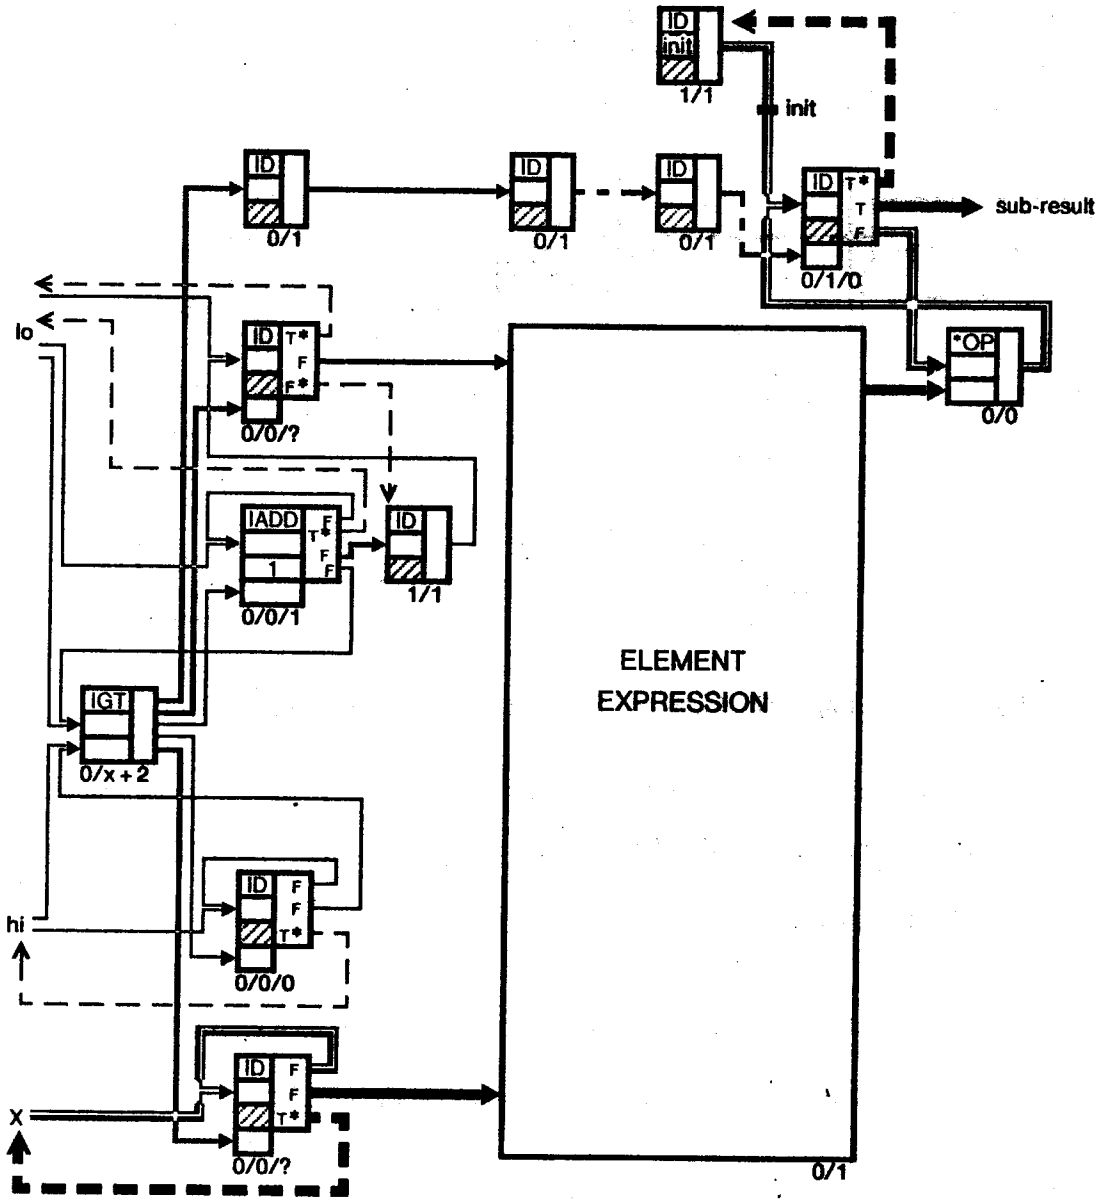 ID
init
1/1
init
ID
0/1
ID
0/1
ID
0/1
ID
T*
T
F
0/1/0
sub-result
lo
ID
T*
F
F*
0/0/?
*OP
0/0
IADD
1
F
T*
F
F
0/0/1
ID
1/1
ELEMENT
EXPRESSION
IGT
0/x + 2
ID
F
F
T*
0/0/0
hi
ID
F
F
T*
0/0/?
x
0/1